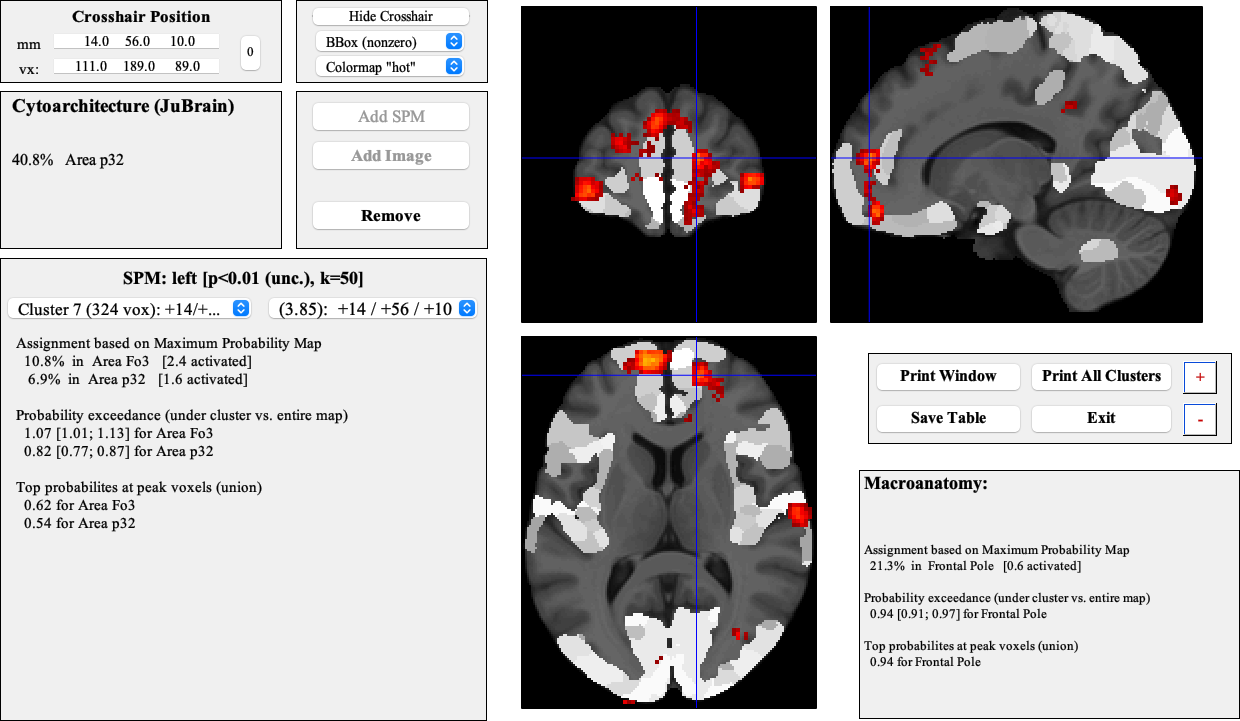 Crosshair Position
mm 14.0 56.0 10.0
vx: 111.0 189.0 89.0
0
Hide Crosshair
BBox (nonzero)
Colormap "hot"
Cytoarchitecture (JuBrain)
40.8% Area p32
Add SPM
Add Image
Remove
SPM: left [p<0.01 (unc.), k=50]
Cluster 7 (324 vox): +14/+... (3.85): +14 / +56 / +10
Assignment based on Maximum Probability Map
10.8% in Area Fo3 [2.4 activated]
6.9% in Area p32 [1.6 activated]
Probability exceedance (under cluster vs. entire map)
1.07 [1.01; 1.13] for Area Fo3
0.82 [0.77; 0.87] for Area p32
Top probabilites at peak voxels (union)
0.62 for Area Fo3
0.54 for Area p32
Print Window Print All Clusters +
Save Table Exit -
Macroanatomy:
Assignment based on Maximum Probability Map
21.3% in Frontal Pole [0.6 activated]
Probability exceedance (under cluster vs. entire map)
0.94 [0.91; 0.97] for Frontal Pole
Top probabilites at peak voxels (union)
0.94 for Frontal Pole